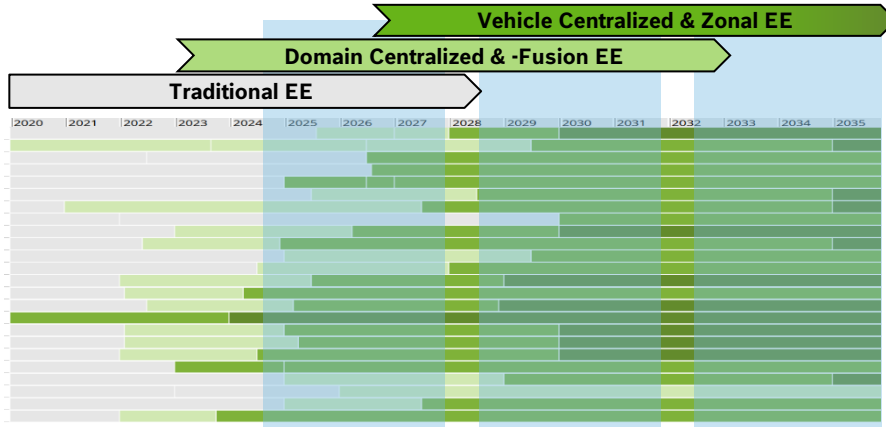 Vehicle Centralized & Zonal EE
Domain Centralized & -Fusion EE
Traditional EE
2020 2021 2022 2023 2024 2025 2026 2027 2028 2029 2030 2031 2032 2033 2034 2035